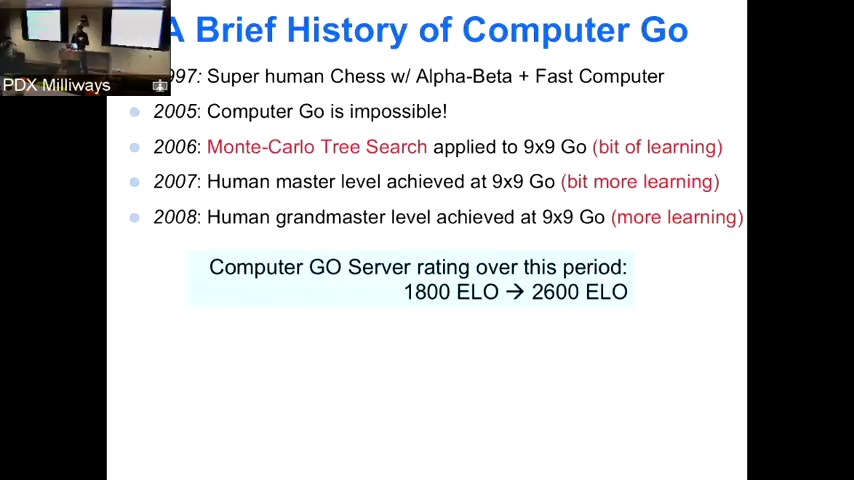 A Brief History of Computer Go
PDX Milliways
997: Super human Chess w/ Alpha-Beta + Fast Computer
2005: Computer Go is impossible!
2006: Monte-Carlo Tree Search applied to 9x9 Go (bit of learning)
2007: Human master level achieved at 9x9 Go (bit more learning)
2008: Human grandmaster level achieved at 9x9 Go (more learning)
Computer GO Server rating over this period:
1800 ELO → 2600 ELO